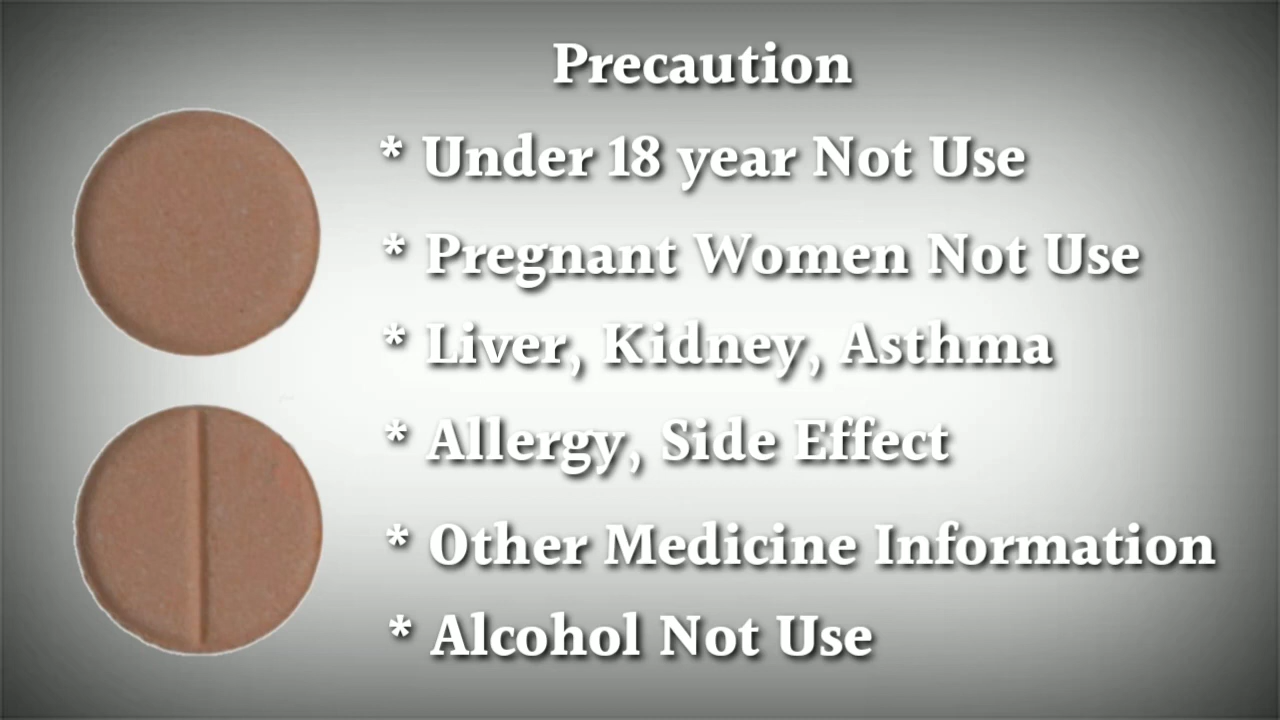 Precaution
* Under 18 year Not Use
* Pregnant Women Not Use
* Liver, Kidney, Asthma
* Allergy, Side Effect
* Other Medicine Information
* Alcohol Not Use